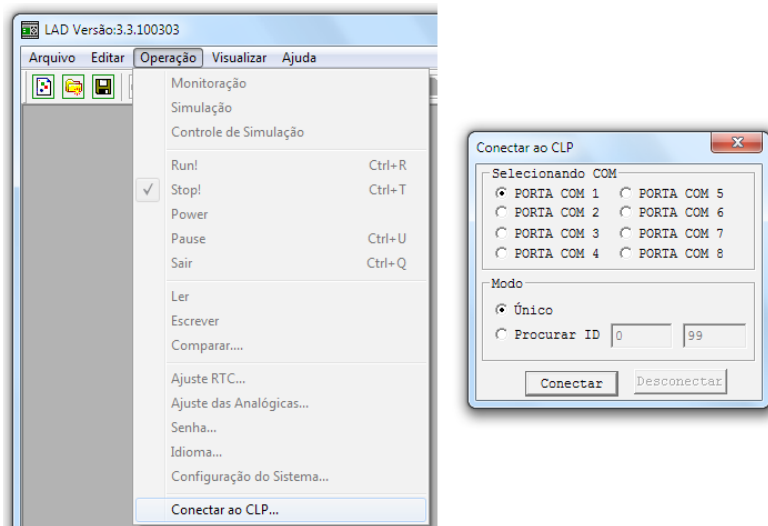 LAD Versão:3.3.100303
Arquivo Editar Operação Visualizar Ajuda
Monitoração
Simulação
Controle de Simulação
Run! Ctrl+R
Stop! Ctrl+T
Power
Pause Ctrl+U
Sair Ctrl+Q
Ler
Escrever
Comparar....
Ajuste RTC...
Ajuste das Analógicas...
Senha...
Idioma...
Configuração do Sistema...
Conectar ao CLP...
Conectar ao CLP
Selecionando COM
PORTA COM 1 PORTA COM 5
PORTA COM 2 PORTA COM 6
PORTA COM 3 PORTA COM 7
PORTA COM 4 PORTA COM 8
Modo
Único
Procurar ID 0 99
Conectar Desconectar